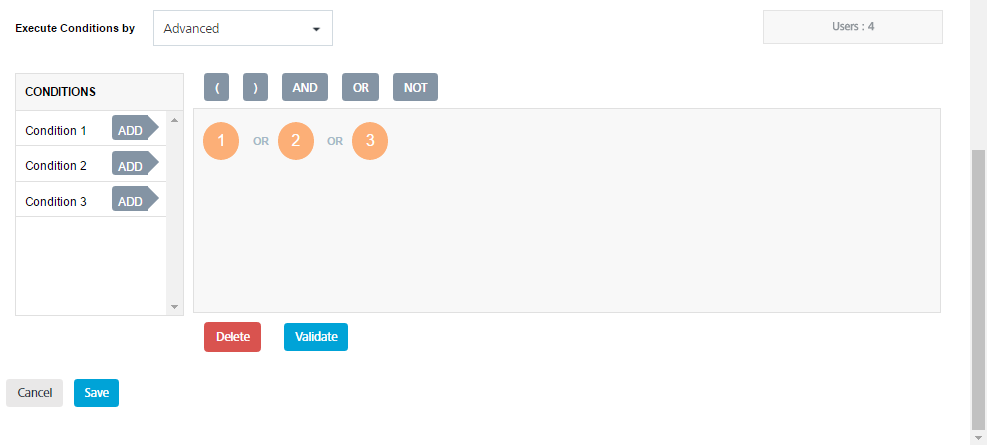 Execute Conditions by Advanced Users : 4
CONDITIONS ( ) AND OR NOT
Condition 1 ADD 1 OR 2 OR 3
Condition 2 ADD
Condition 3 ADD
Delete Validate
Cancel Save